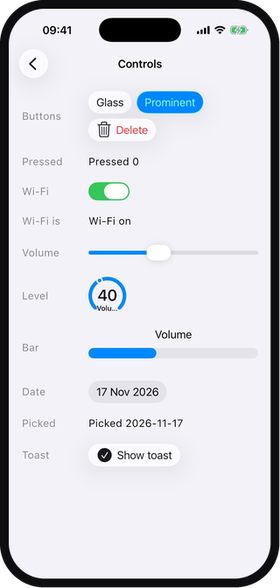 09:41
Controls
Buttons
Glass
Prominent
Delete
Pressed
Pressed 0
Wi-Fi
Wi-Fi is
Wi-Fi on
Volume
Level
40
Volu...
Volume
Bar
Date
17 Nov 2026
Picked
Picked 2026-11-17
Toast
Show toast